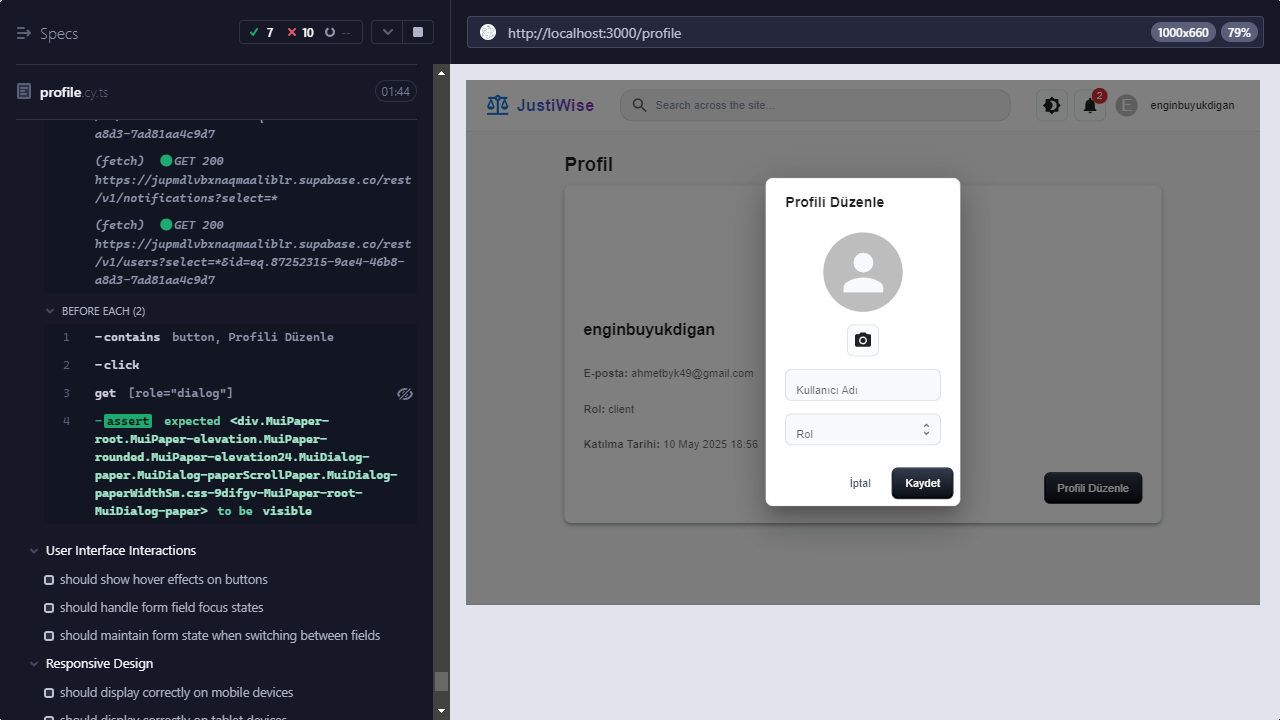 Specs
7
10
--
profile.cy.ts
01:44
a8d3-7ad81aa4c9d7
(fetch) GET 200
https://jupmdlvbxnaqmaaliblr.supabase.co/rest
/v1/notifications?select=*
(fetch) GET 200
https://jupmdlvbxnaqmaaliblr.supabase.co/rest
/v1/users?select=*&id=eq.87252315-9ae4-46b8-
a8d3-7ad81aa4c9d7
BEFORE EACH (2)
1 -contains button, Profili Düzenle
2 -click
3 get [role="dialog"]
4 -assert expected <div.MuiPaper-
root.MuiPaper-elevation.MuiPaper-
rounded.MuiPaper-elevation24.MuiDialog-
paper.MuiDialog-paperScrollPaper.MuiDialog-
paperWidthSm.css-9difgv-MuiPaper-root-
MuiDialog-paper> to be visible
User Interface Interactions
should show hover effects on buttons
should handle form field focus states
should maintain form state when switching between fields
Responsive Design
should display correctly on mobile devices
should display correctly on tablet devices
http://localhost:3000/profile
1000x660
79%
JustiWise
Search across the site...
2
E
enginbuyukdigan
Profil
enginbuyukdigan
E-posta: ahmetbyk49@gmail.com
Rol: client
Katılma Tarihi: 10 May 2025 18:56
Profili Düzenle
Profili Düzenle
Kullanıcı Adı
Rol
İptal
Kaydet